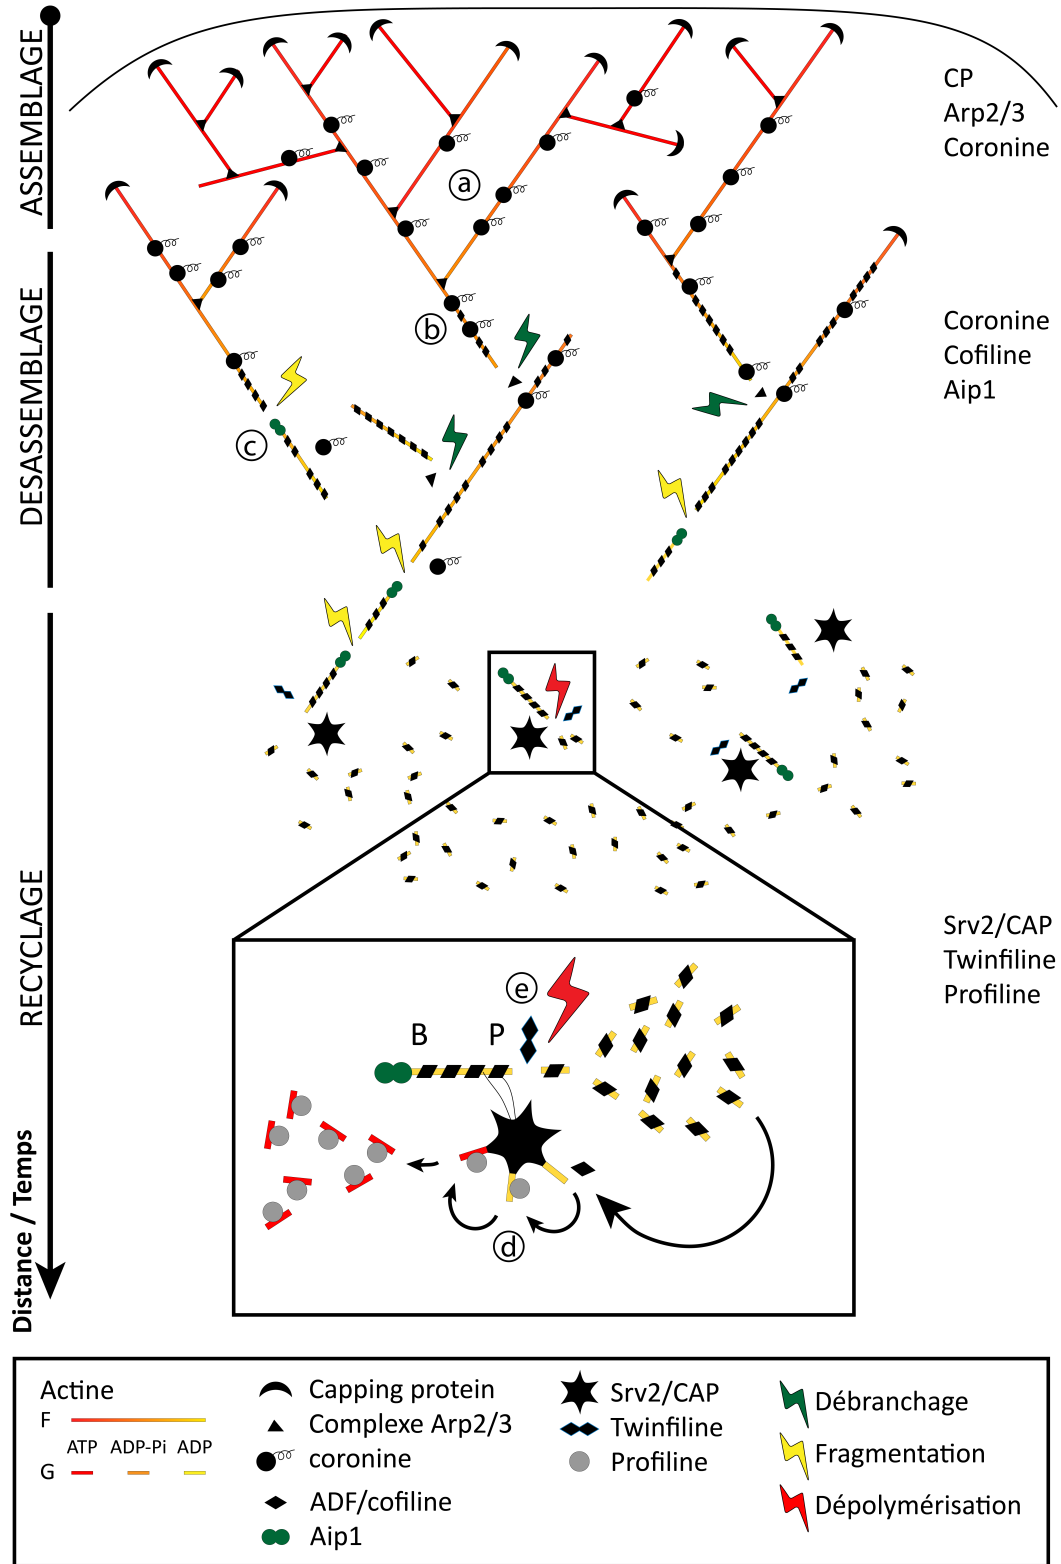 ASSEMBLAGE
CP
Arp2/3
Coronine
a
DESASSEMBLAGE
b
c
Coronine
Cofiline
Aip1
RECYCLAGE
Srv2/CAP
Twinfiline
Profiline
e
B
P
d
Distance / Temps
Actine
F
ATP ADP-Pi ADP
G
Capping protein
Complexe Arp2/3
coronine
ADF/cofiline
Aip1
Srv2/CAP
Twinfiline
Profiline
Débranchage
Fragmentation
Dépolymérisation